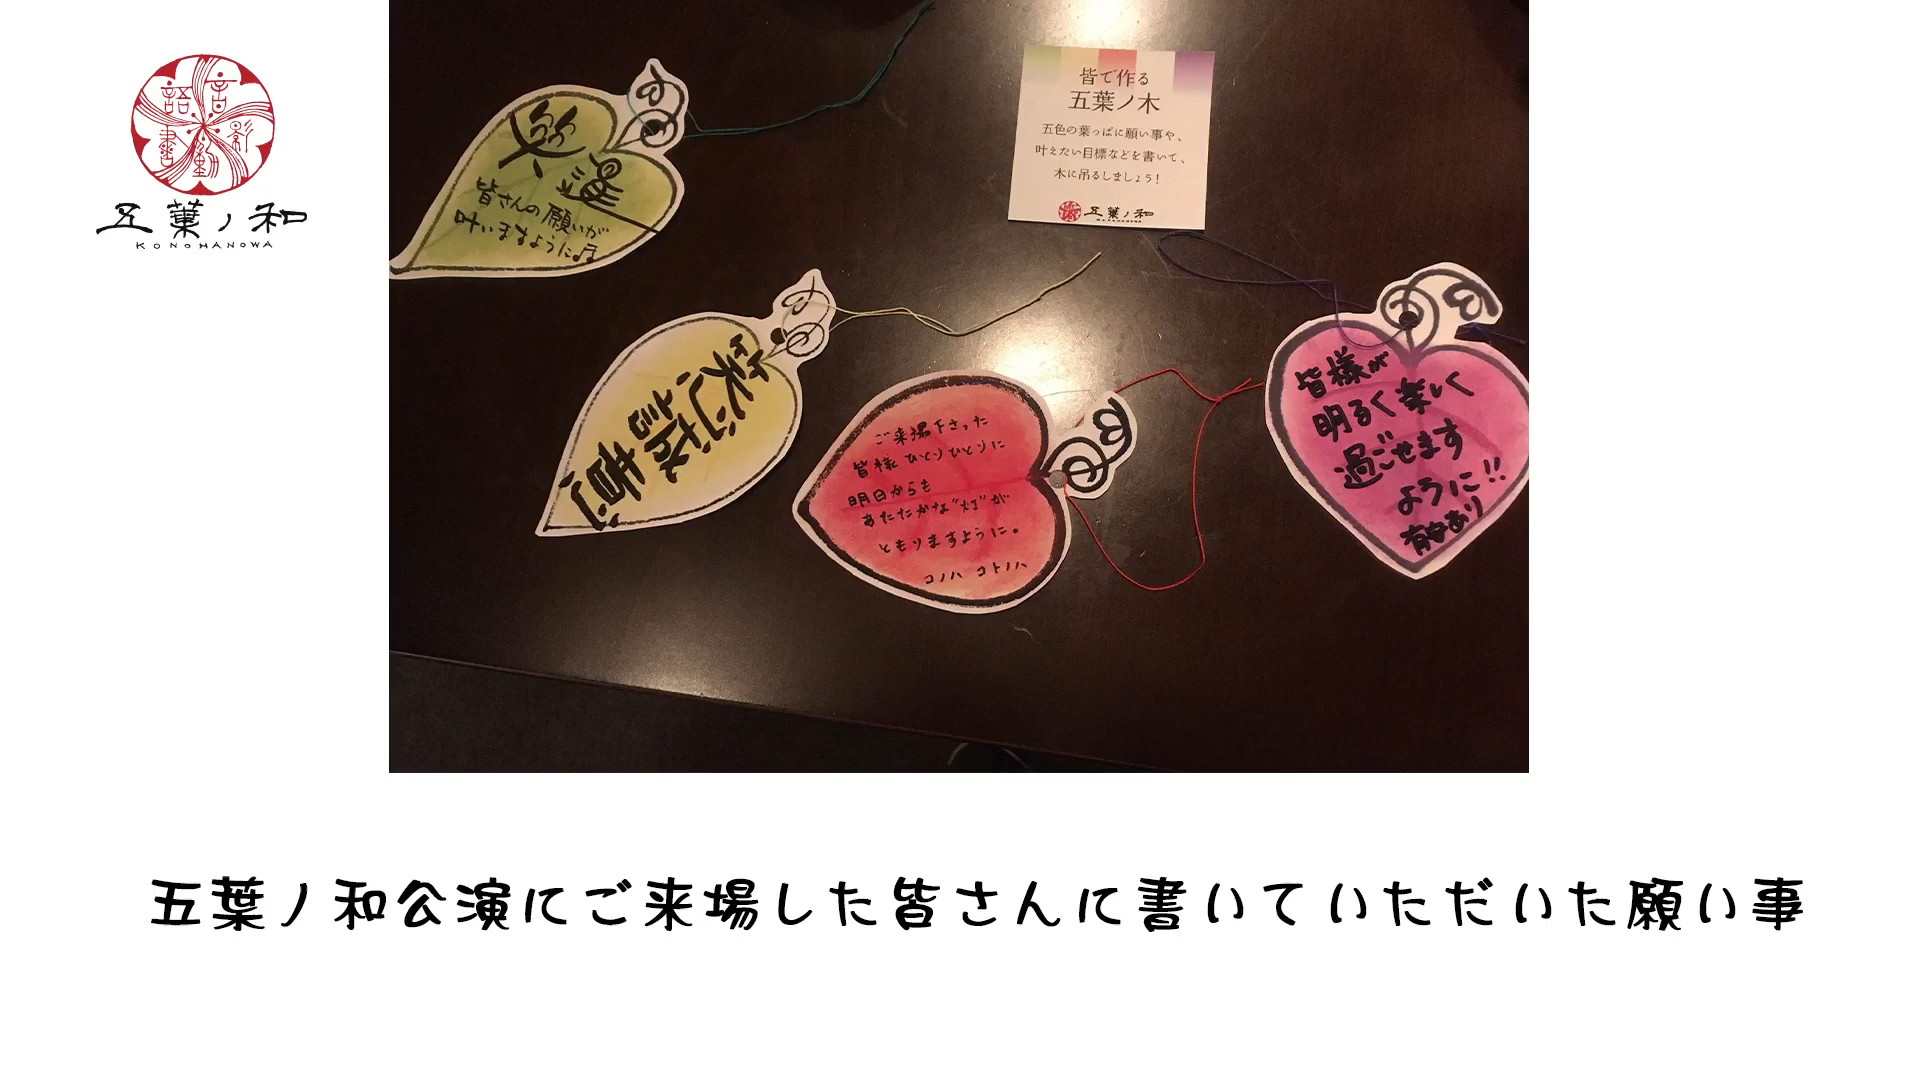 語 音 影 動 書
五葉ノ和
KONOHANOWA
皆さんの願いが
叶いますように
皆で作る
五葉ノ木
五色の葉っぱに願い事や、
叶えたい目標などを書いて、
木に吊るしましょう！
五葉ノ和
ご来場下さった
皆様ひとりひとりに
明日からも
あたたかな“灯”が
ともりますように。
コノハ コトノハ
皆様が
明るく楽しく
過ごせます
ように!!
有安あり
五葉ノ和公演にご来場した皆さんに書いていただいた願い事